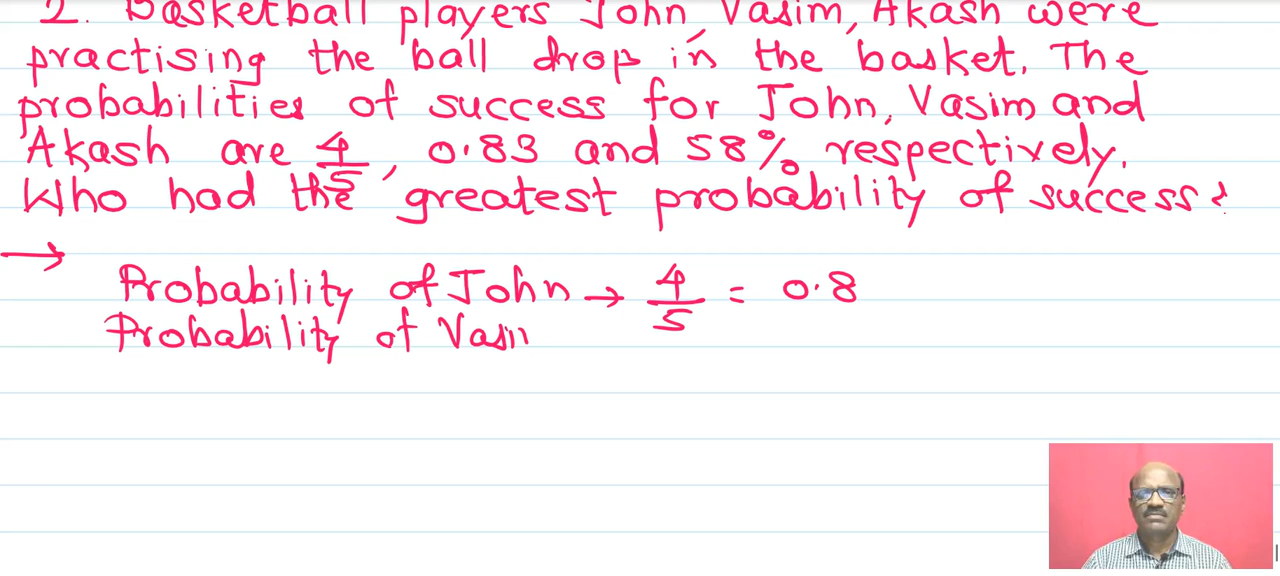 2. Basketball players John, Vasim, Akash were
practising the ball drop in the basket. The
probabilities of success for John, Vasim and
Akash are 4/5, 0.83 and 58% respectively.
Who had the greatest probability of success?
→
Probability of John → 4/5 = 0.8
Probability of Vasi